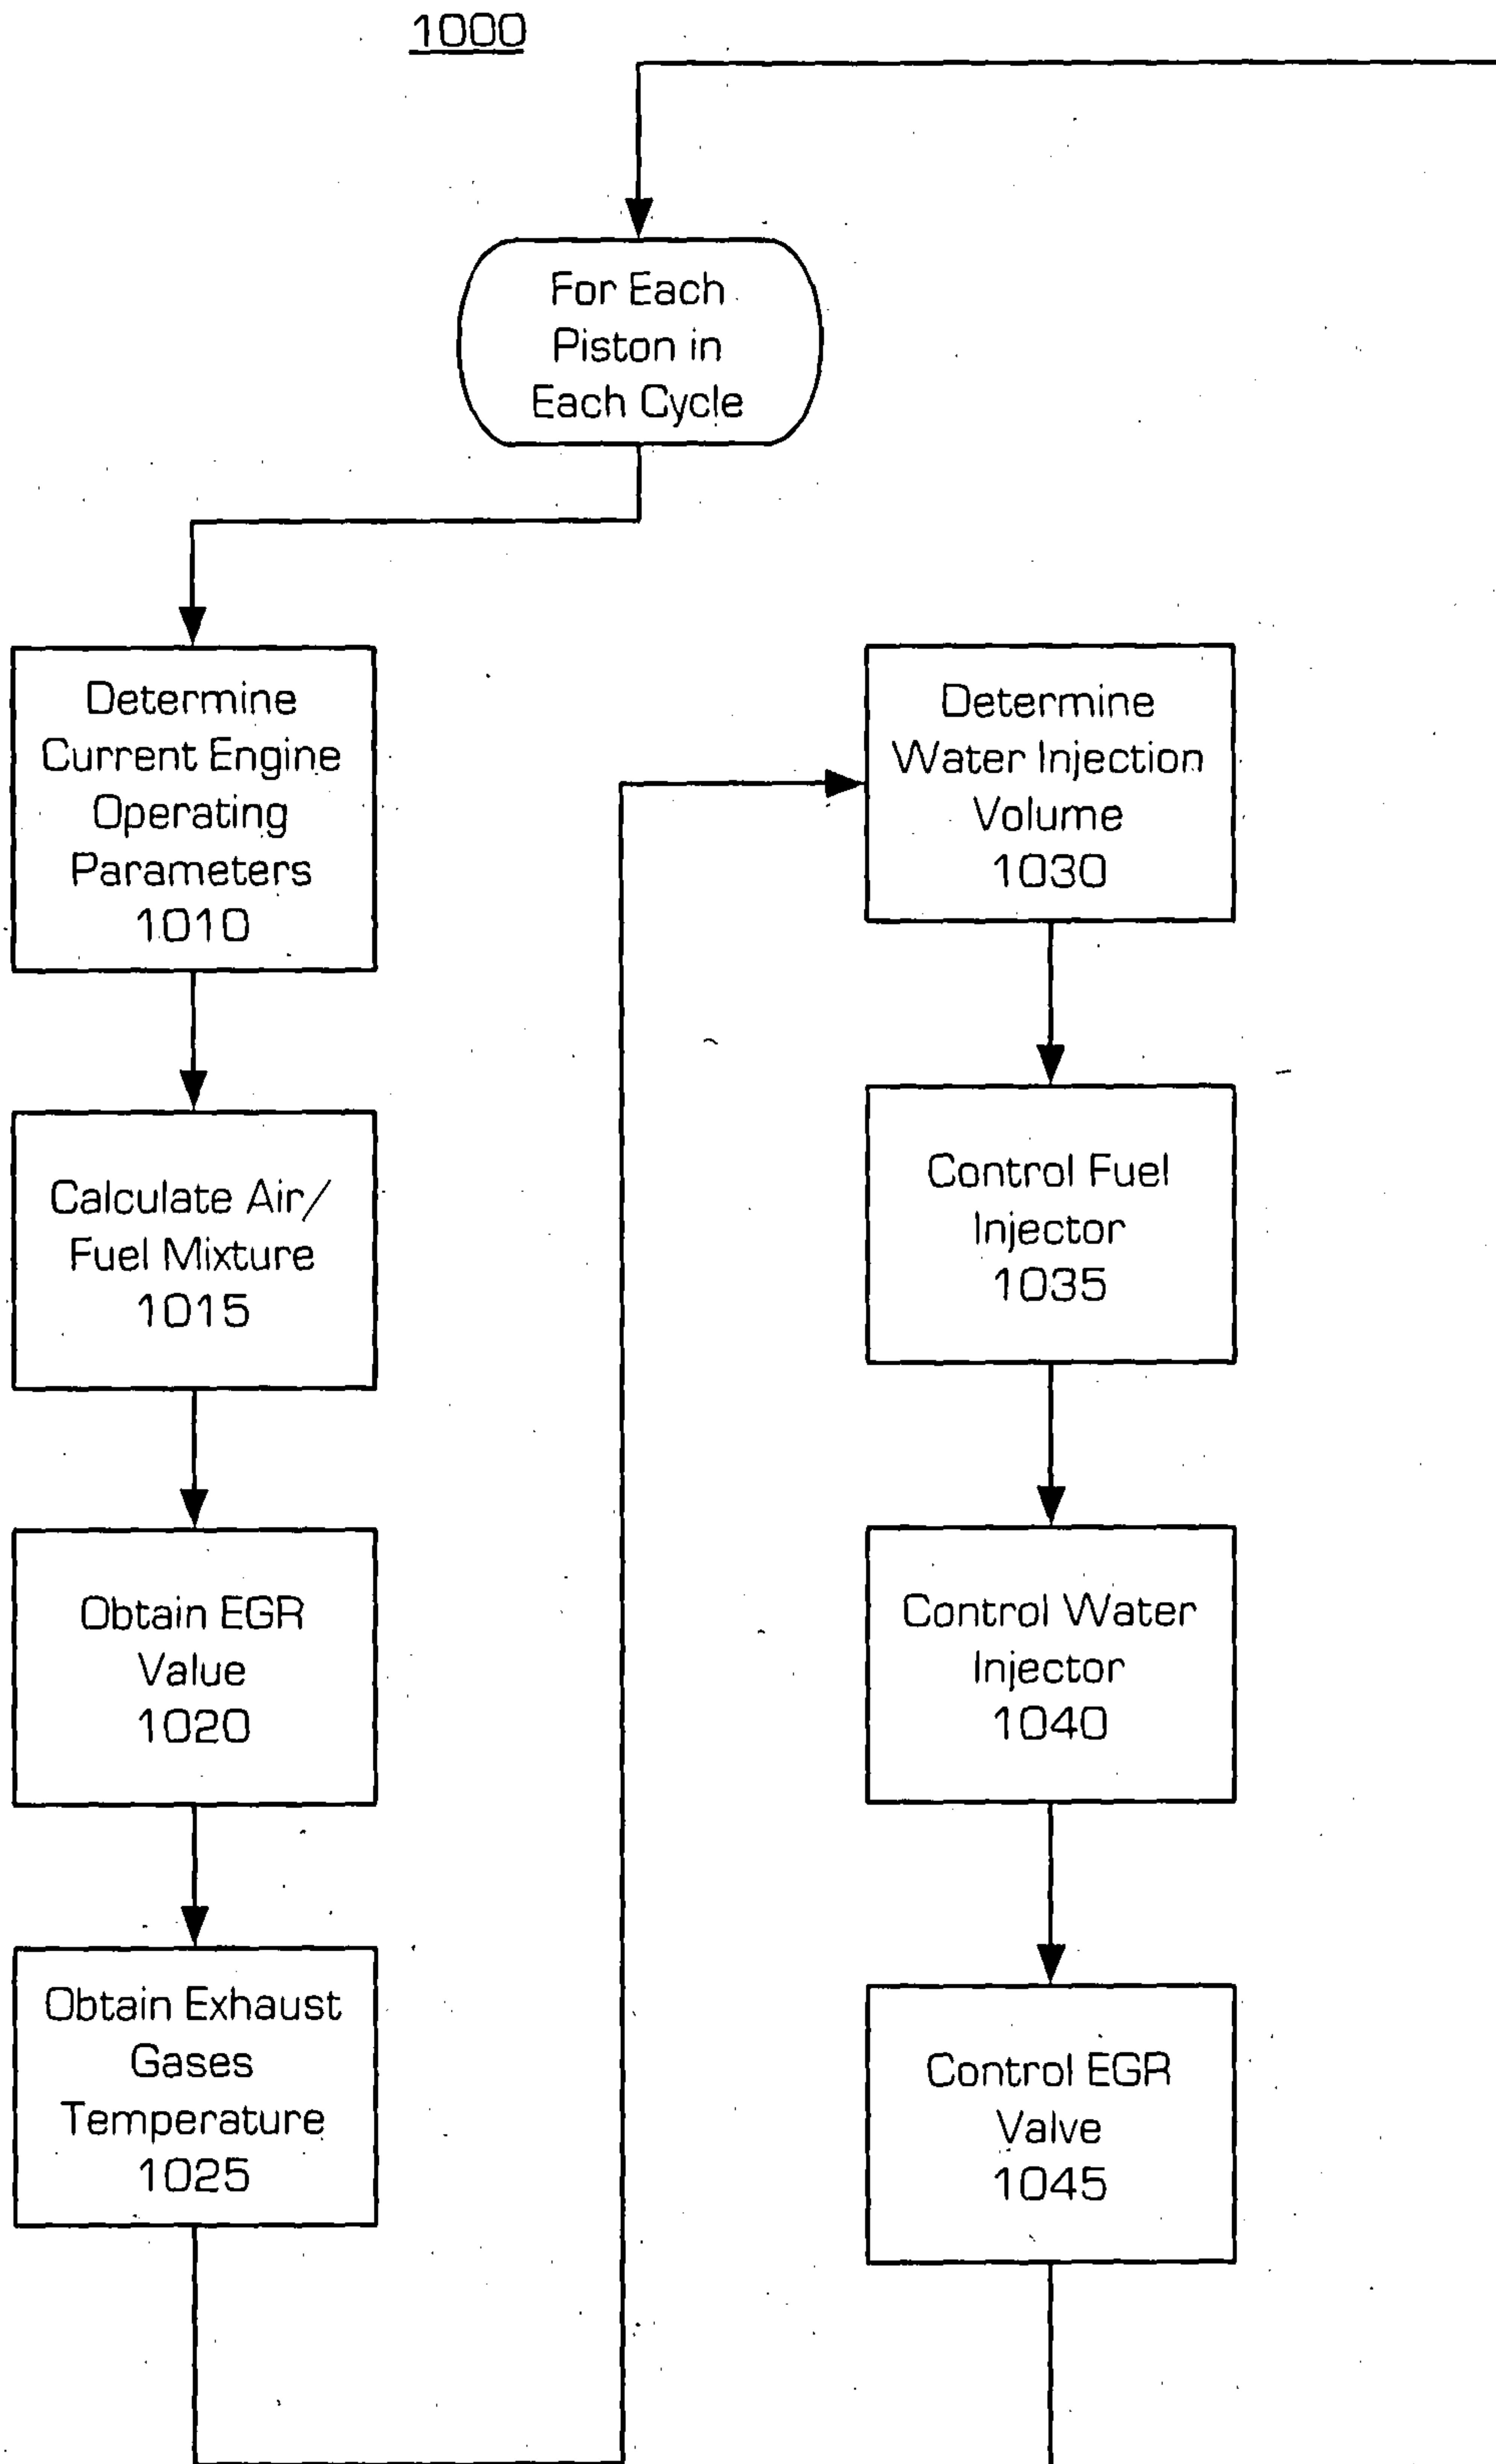 1000
For Each
Piston in
Each Cycle
Determine
Current Engine
Operating
Parameters
1010
Calculate Air/
Fuel Mixture
1015
Obtain EGR
Value
1020
Obtain Exhaust
Gases
Temperature
1025
Determine
Water Injection
Volume
1030
Control Fuel
Injector
1035
Control Water
Injector
1040
Control EGR
Valve
1045